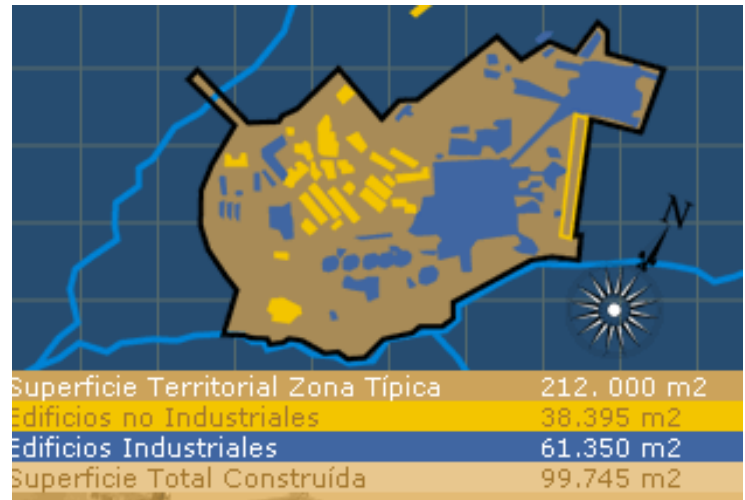 N
Superficie Territorial Zona Típica 212. 000 m2
Edificios no Industriales 38.395 m2
Edificios Industriales 61.350 m2
Superficie Total Construída 99.745 m2